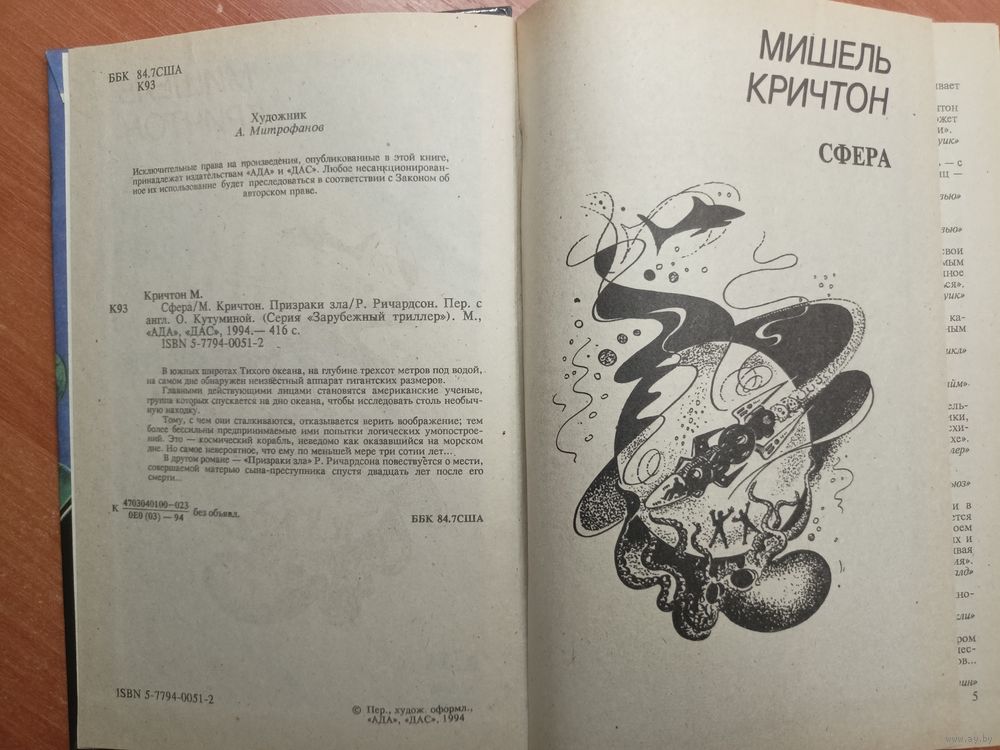 ББК 84.7США
К93
Художник
А. Митрофанов
Исключительные права на произведения, опубликованные в этой книге,
принадлежат издательствам «АДА» и «ДАС». Любое несанкционирован-
ное их использование будет преследоваться в соответствии с Законом об
авторском праве.
Кричтон М.
К93 Сфера/М. Кричтон. Призраки зла/Р. Ричардсон. Пер. с
англ. О. Кутуминой. (Серия «Зарубежный триллер»). М.,
«АДА», «ДАС», 1994.— 416 с.
ISBN 5-7794-0051-2
В южных широтах Тихого океана, на глубине трехсот метров под водой,
на самом дне обнаружен неизвестный аппарат гигантских размеров.
Главными действующими лицами становятся американские ученые,
группа которых спускается на дно океана, чтобы исследовать столь необыч-
ную находку.
Тому, с чем они сталкиваются, отказывается верить воображение; тем
более бессильны предпринимаемые ими попытки логических умопострое-
ний. Это — космический корабль, неведомо как оказавшийся на морском
дне. Но самое невероятное, что ему по меньшей мере три сотни лет...
В другом романе — «Призраки зла» Р. Ричардсона повествуется о мести,
совершаемой матерью сына-преступника спустя двадцать лет после его
смерти...
К 4703040100—023
0Е0 (03) — 94 без объявл.
ББК 84.7США
ISBN 5-7794-0051-2
© Пер., худож. оформл.,
«АДА», «ДАС», 1994
МИШЕЛЬ
КРИЧТОН
СФЕРА
5
www.ay.by